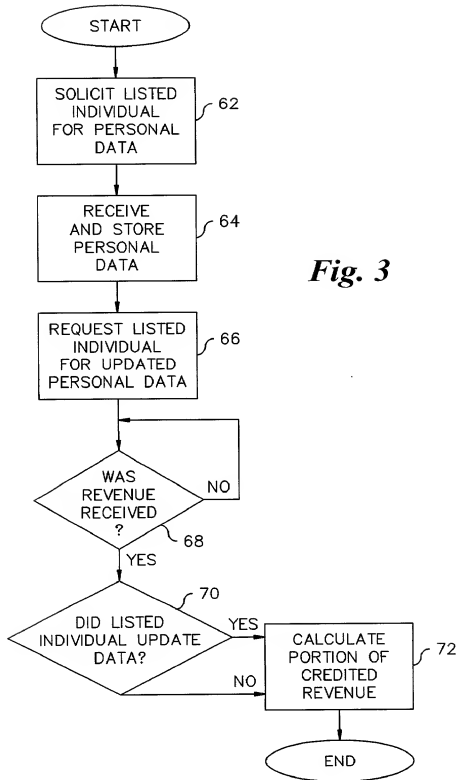 START
SOLICIT LISTED
INDIVIDUAL
FOR PERSONAL
DATA
62
RECEIVE
AND STORE
PERSONAL
DATA
64
Fig. 3
REQUEST LISTED
INDIVIDUAL
FOR UPDATED
PERSONAL DATA
66
WAS
REVENUE
RECEIVED
?
NO
68
YES
70
DID LISTED
INDIVIDUAL UPDATE
DATA?
YES
NO
CALCULATE
PORTION OF
CREDITED
REVENUE
72
END